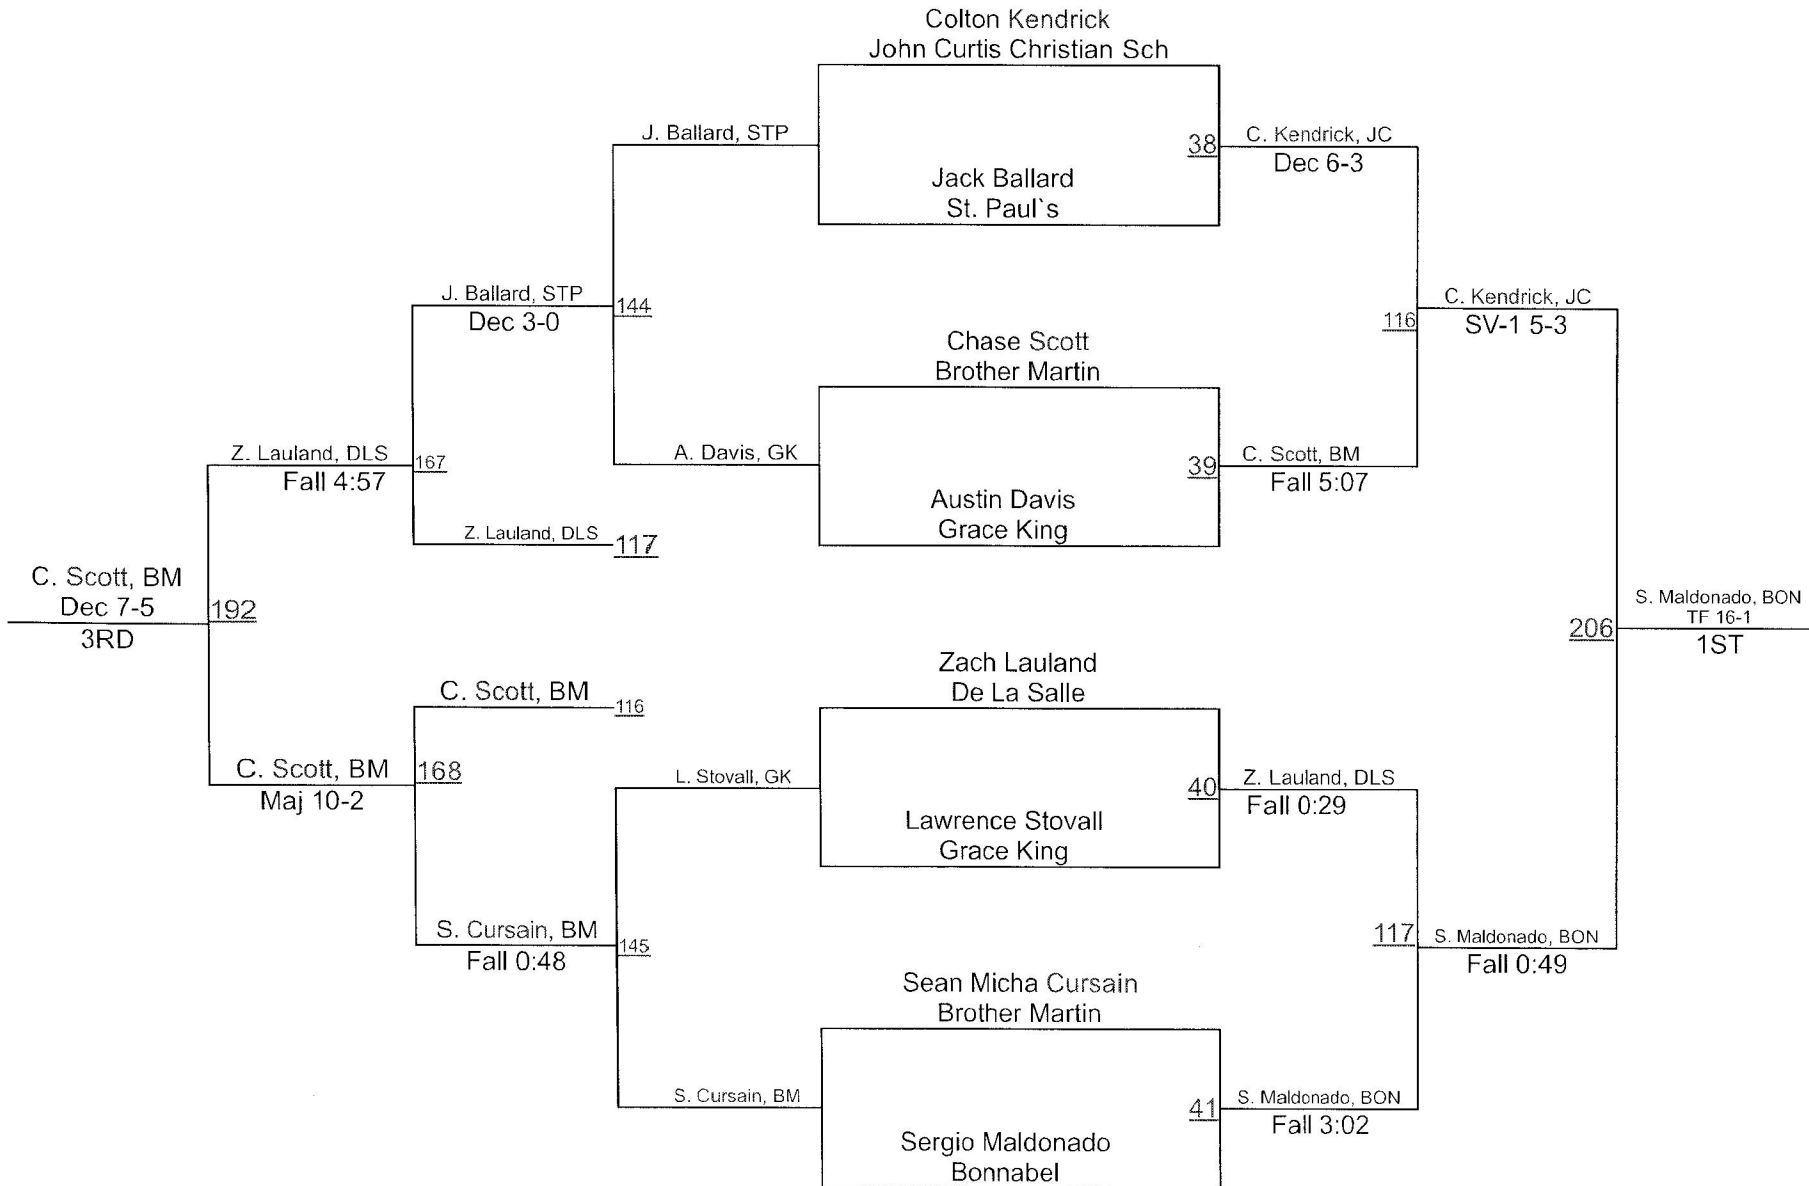 Colton Kendrick
John Curtis Christian Sch
J. Ballard, STP
38
C. Kendrick, JC
Dec 6-3
Jack Ballard
St. Paul`s
J. Ballard, STP
Dec 3-0
144
C. Kendrick, JC
SV-1 5-3
116
Chase Scott
Brother Martin
Z. Lauland, DLS
Fall 4:57
167
A. Davis, GK
39
C. Scott, BM
Fall 5:07
Austin Davis
Grace King
Z. Lauland, DLS
117
C. Scott, BM
Dec 7-5
3RD
192
S. Maldonado, BON
TF 16-1
1ST
206
Zach Lauland
De La Salle
C. Scott, BM
116
C. Scott, BM
Maj 10-2
168
L. Stovall, GK
40
Z. Lauland, DLS
Fall 0:29
Lawrence Stovall
Grace King
S. Cursain, BM
Fall 0:48
145
117
S. Maldonado, BON
Fall 0:49
Sean Micha Cursain
Brother Martin
S. Cursain, BM
41
S. Maldonado, BON
Fall 3:02
Sergio Maldonado
Bonnabel